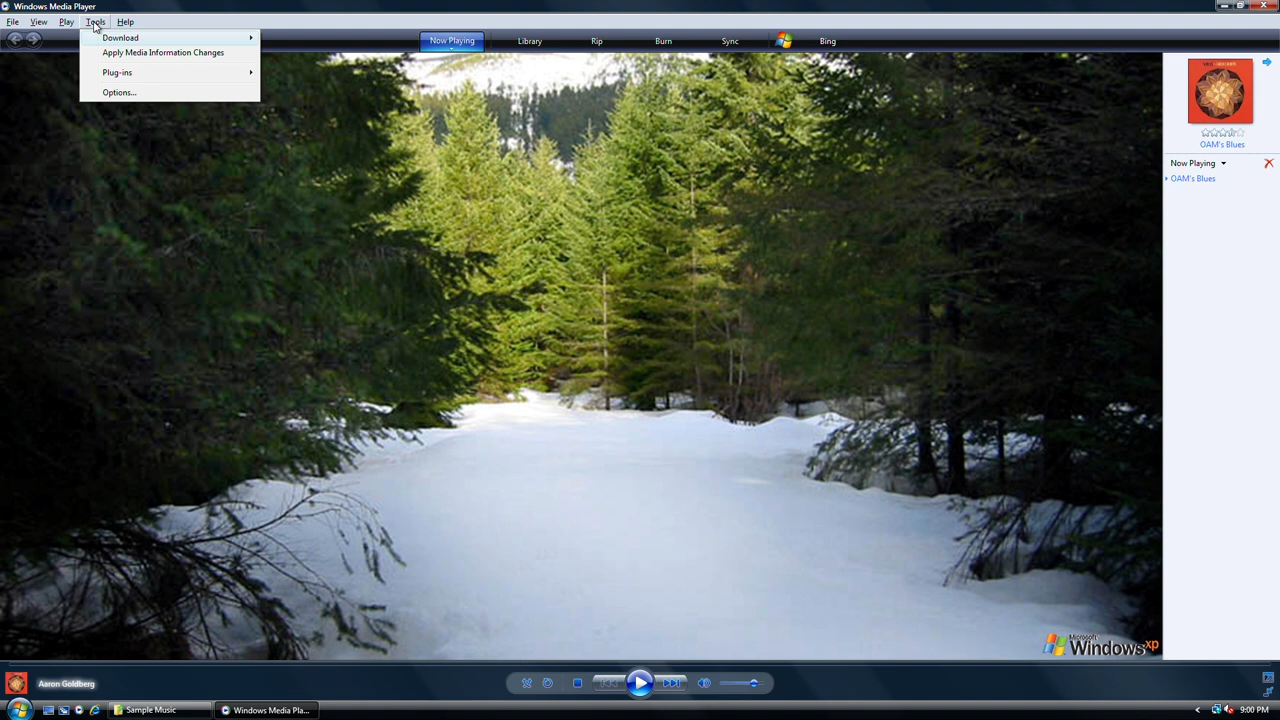 Windows Media Player
File View Play Tools Help
Download
Apply Media Information Changes
Plug-ins
Options...
Now Playing Library Rip Burn Sync Bing
OAM's Blues
Now Playing
OAM's Blues
Microsoft
Windows xp
Aaron Goldberg
Sample Music
Windows Media Pla...
9:00 PM